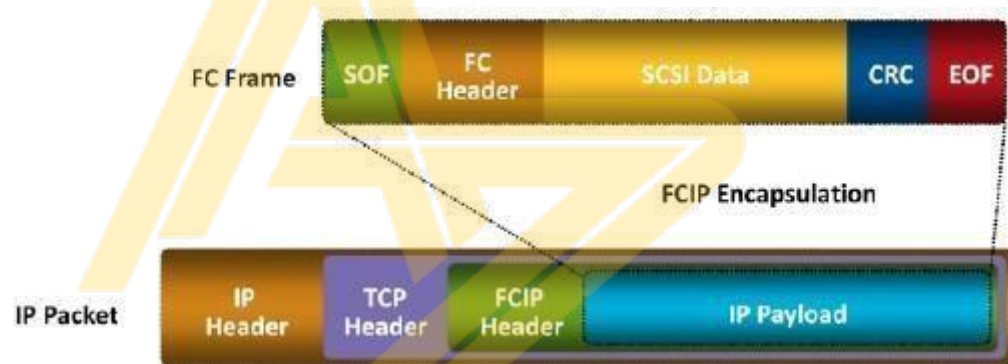 FC Frame
SOF
FC
Header
SCSI Data
CRC
EOF
FCIP Encapsulation
IP Packet
IP
Header
TCP
Header
FCIP
Header
IP Payload